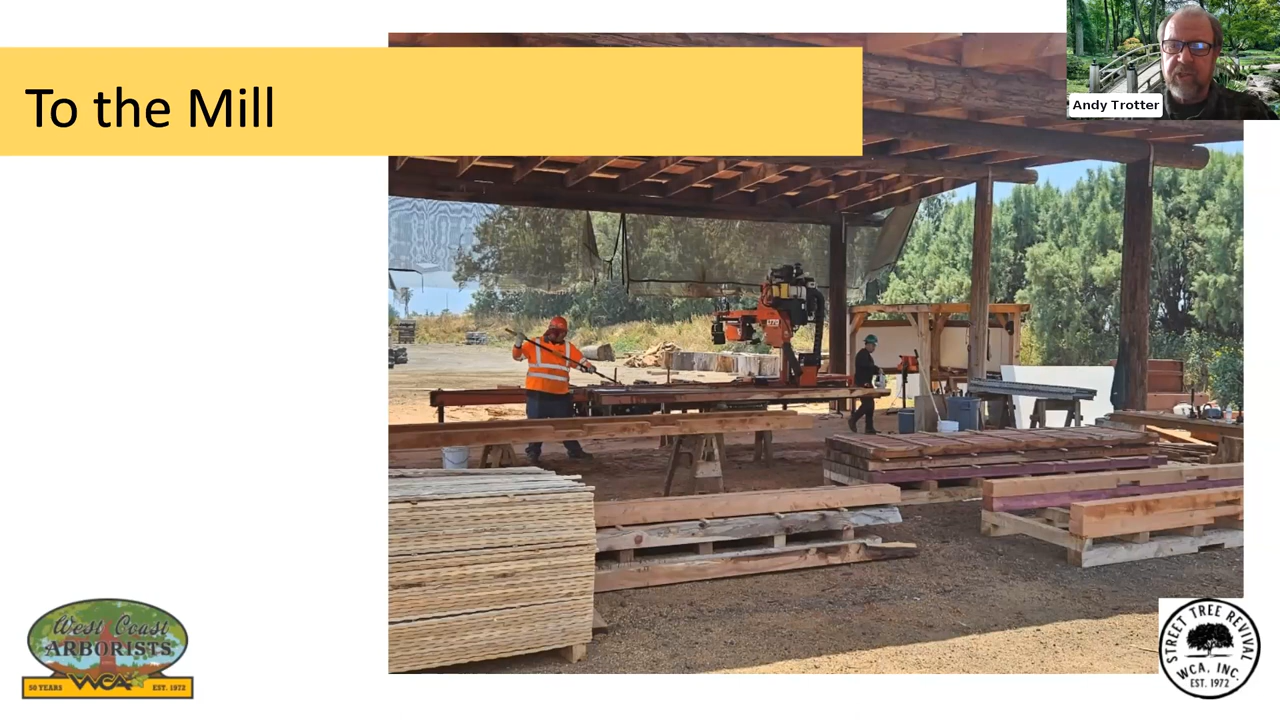 To the Mill
Andy Trotter
West Coast
ARBORISTS
50 YEARS WCA EST. 1972
STREET TREE REVIVAL
WCA, INC.
EST. 1972